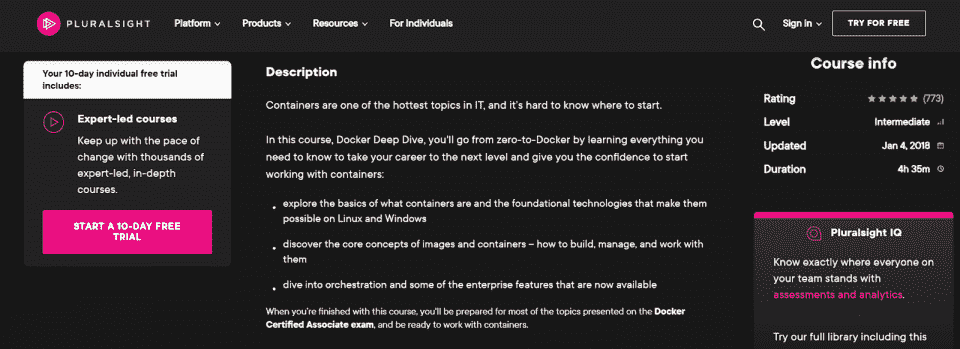 PLURALSIGHT
Platform
Products
Resources
For Individuals
Sign in
TRY FOR FREE
Your 10-day individual free trial
includes:
Expert-led courses
Keep up with the pace of
change with thousands of
expert-led, in-depth
courses.
START A 10-DAY FREE
TRIAL
Description
Containers are one of the hottest topics in IT, and it's hard to know where to start.
In this course, Docker Deep Dive, you'll go from zero-to-Docker by learning everything you
need to know to take your career to the next level and give you the confidence to start
working with containers:
• explore the basics of what containers are and the foundational technologies that make them
possible on Linux and Windows
• discover the core concepts of images and containers – how to build, manage, and work with
them
• dive into orchestration and some of the enterprise features that are now available
When you're finished with this course, you'll be prepared for most of the topics presented on the Docker
Certified Associate exam, and be ready to work with containers.
Course info
Rating ★★★★★ (773)
Level Intermediate
Updated Jan 4, 2018
Duration 4h 35m
Pluralsight IQ
Know exactly where everyone on
your team stands with
assessments and analytics.
Try our full library including this